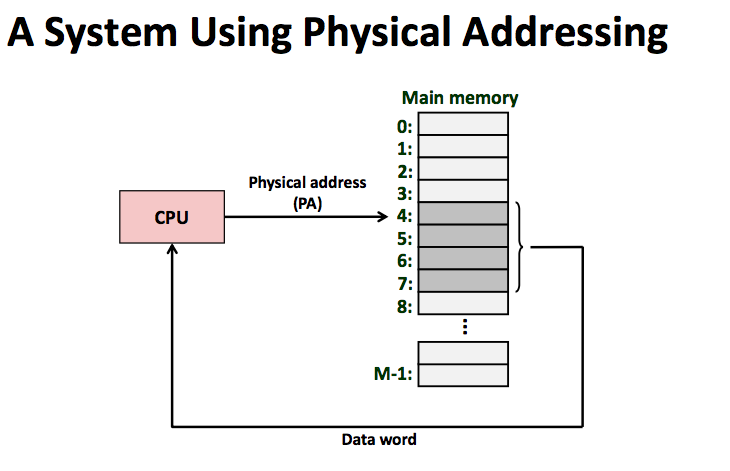 A System Using Physical Addressing
Main memory
0:
1:
2:
3:
4:
5:
6:
7:
8:
...
M-1:
Physical address
(PA)
CPU
Data word